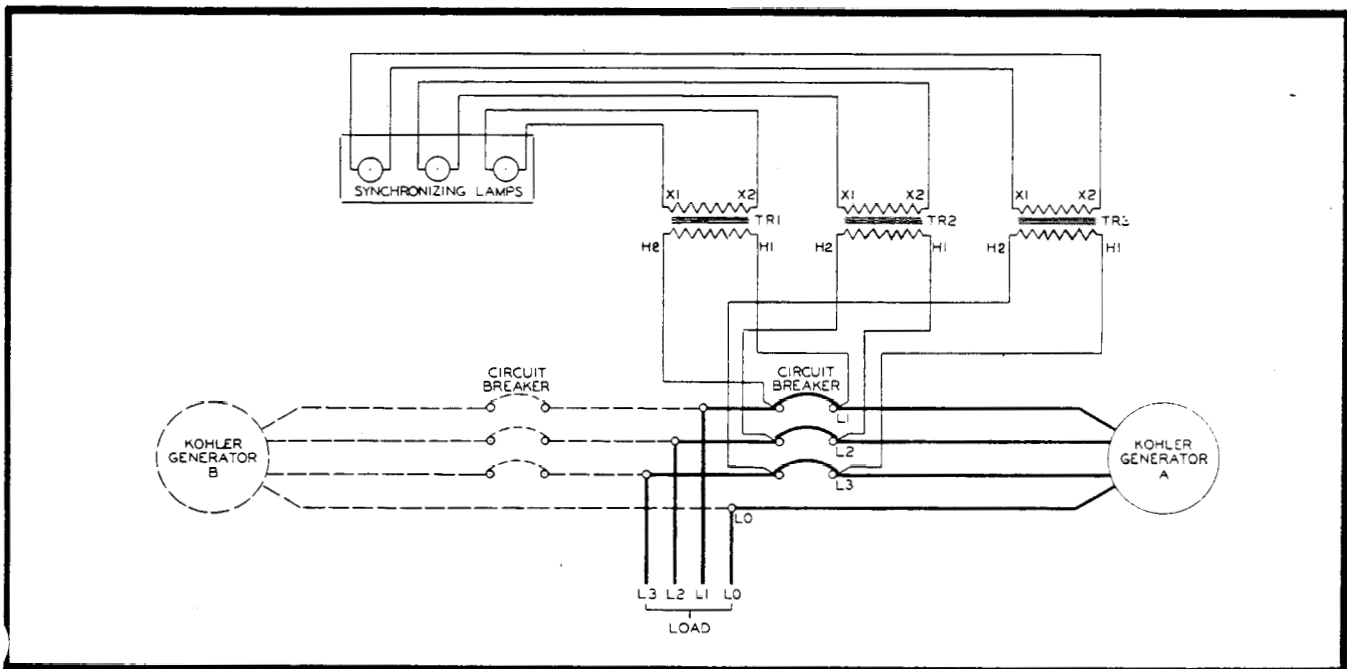 SYNCHRONIZING LAMPS
X1 X2
X1 X2
X1 X2
TR1
TR2
TR3
H2 H1
H2 H1
H2 H1
CIRCUIT
BREAKER
CIRCUIT
BREAKER
L1
L2
L3
L0
KOHLER
GENERATOR
B
KOHLER
GENERATOR
A
L3 L2 L1 L0
LOAD